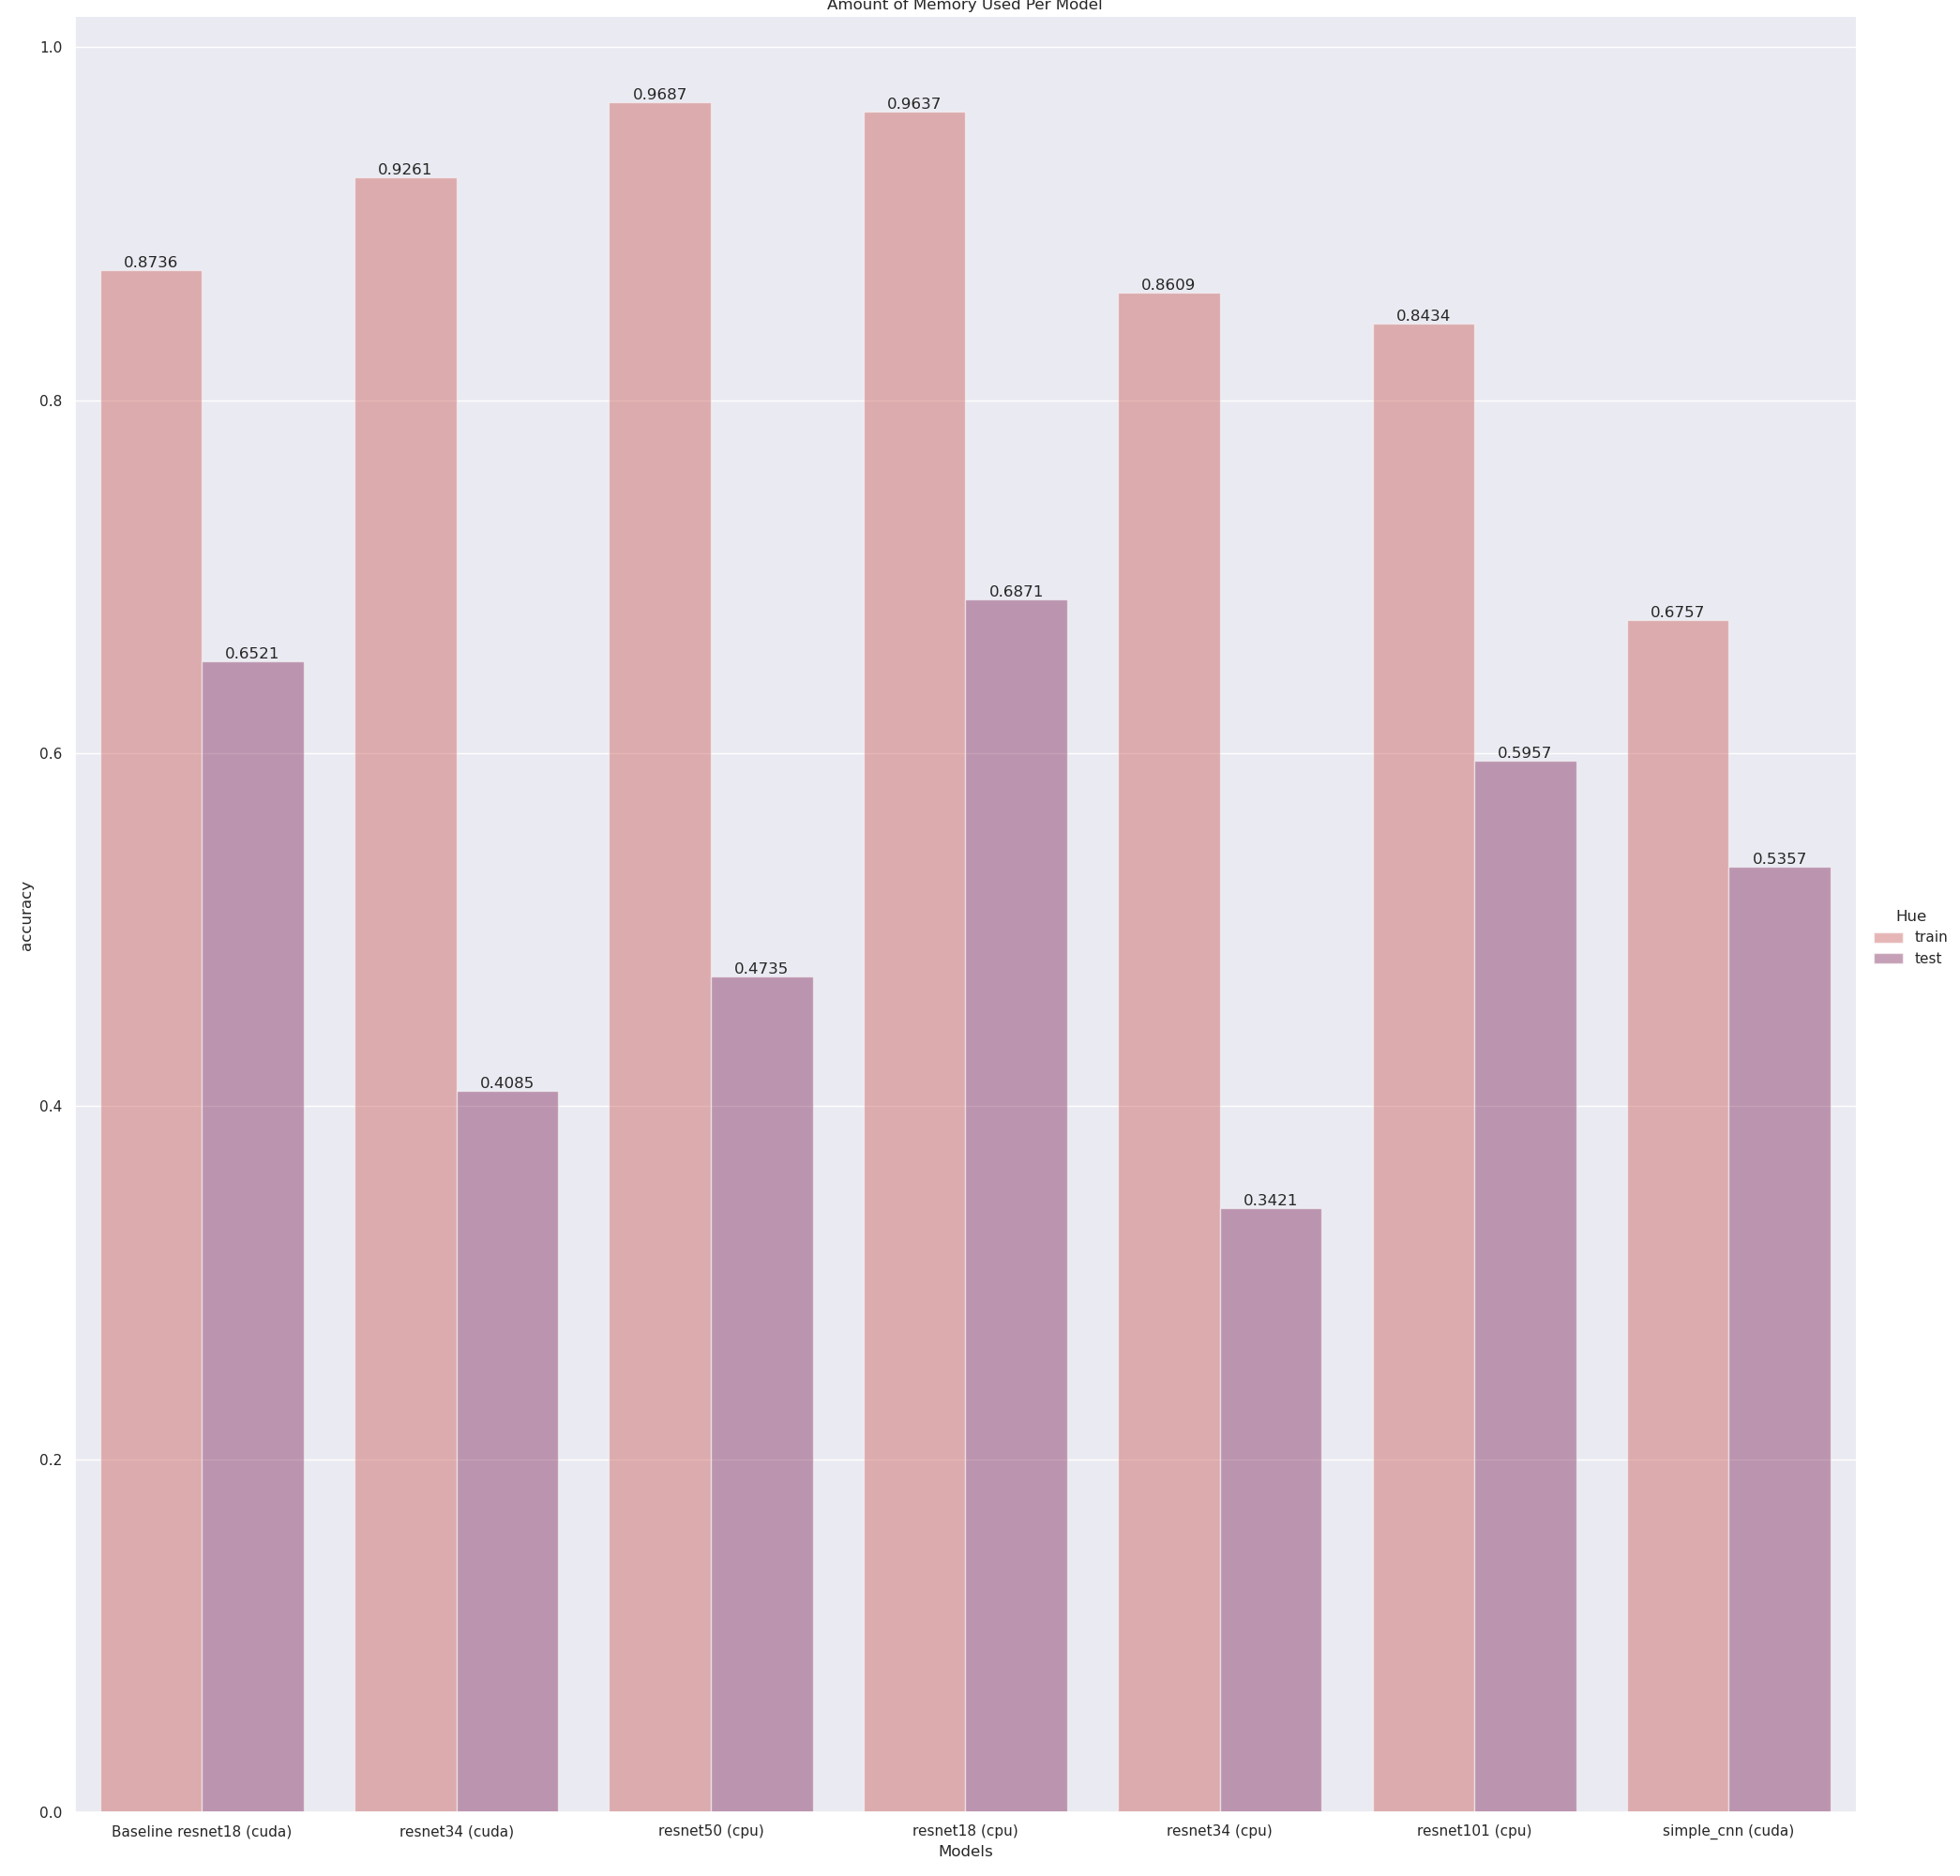 Amount of Memory Used Per Model
1.0
0.8
0.6
0.4
0.2
0.0
accuracy
0.8736
0.6521
0.9261
0.4085
0.9687
0.4735
0.9637
0.6871
0.8609
0.3421
0.8434
0.5957
0.6757
0.5357
Hue
train
test
Baseline resnet18 (cuda)
resnet34 (cuda)
resnet50 (cpu)
resnet18 (cpu)
resnet34 (cpu)
resnet101 (cpu)
simple_cnn (cuda)
Models